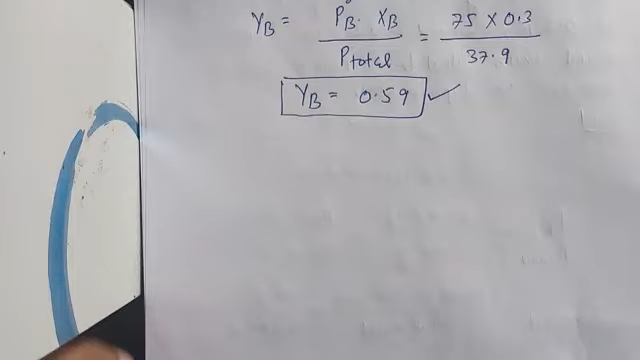 YB = PB° XB / Ptotal = 75 X 0.3 / 37.9
YB = 0.59 ✓